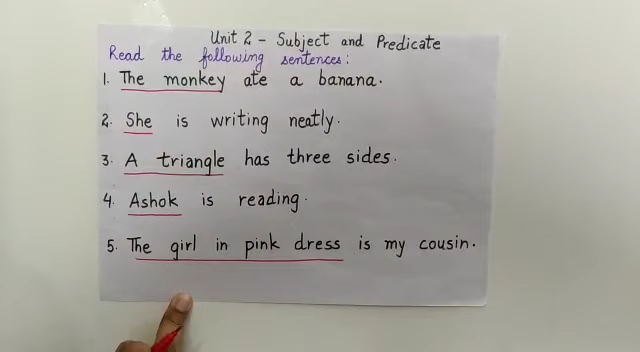 Unit 2 - Subject and Predicate
Read the following sentences:
1. The monkey ate a banana.
2. She is writing neatly.
3. A triangle has three sides.
4. Ashok is reading.
5. The girl in pink dress is my cousin.